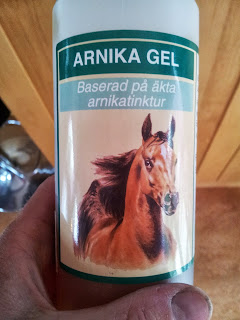 ARNIKA GEL
Baserad på äkta
arnikatinktur